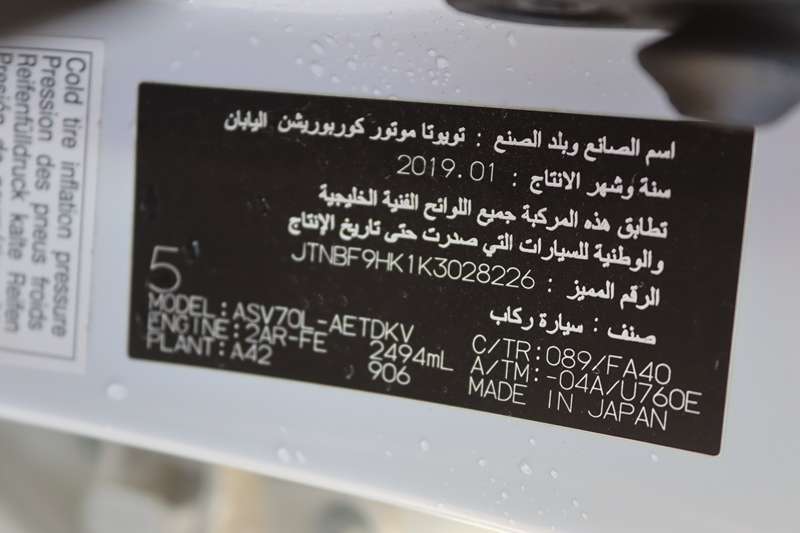 Cold tire inflation pressure
Pression des pneus froids
Reifenfülldruck kalte Reifen
اسم الصانع وبلد الصنع : تويوتا موتور كوربوريشن اليابان
سنة وشهر الانتاج : 2019.01
تطابق هذه المركبة جميع اللوائح الفنية الخليجية
والوطنية للسيارات التي صدرت حتى تاريخ الإنتاج
الرقم المميز : JTNBF9HK1K3028226
صنف : سيارة ركاب
5
MODEL:ASV70L-AETDKV
ENGINE:2AR-FE 2494mL
PLANT:A42 906
C/TR:089/FA40
A/TM:-04A/U760E
MADE IN JAPAN